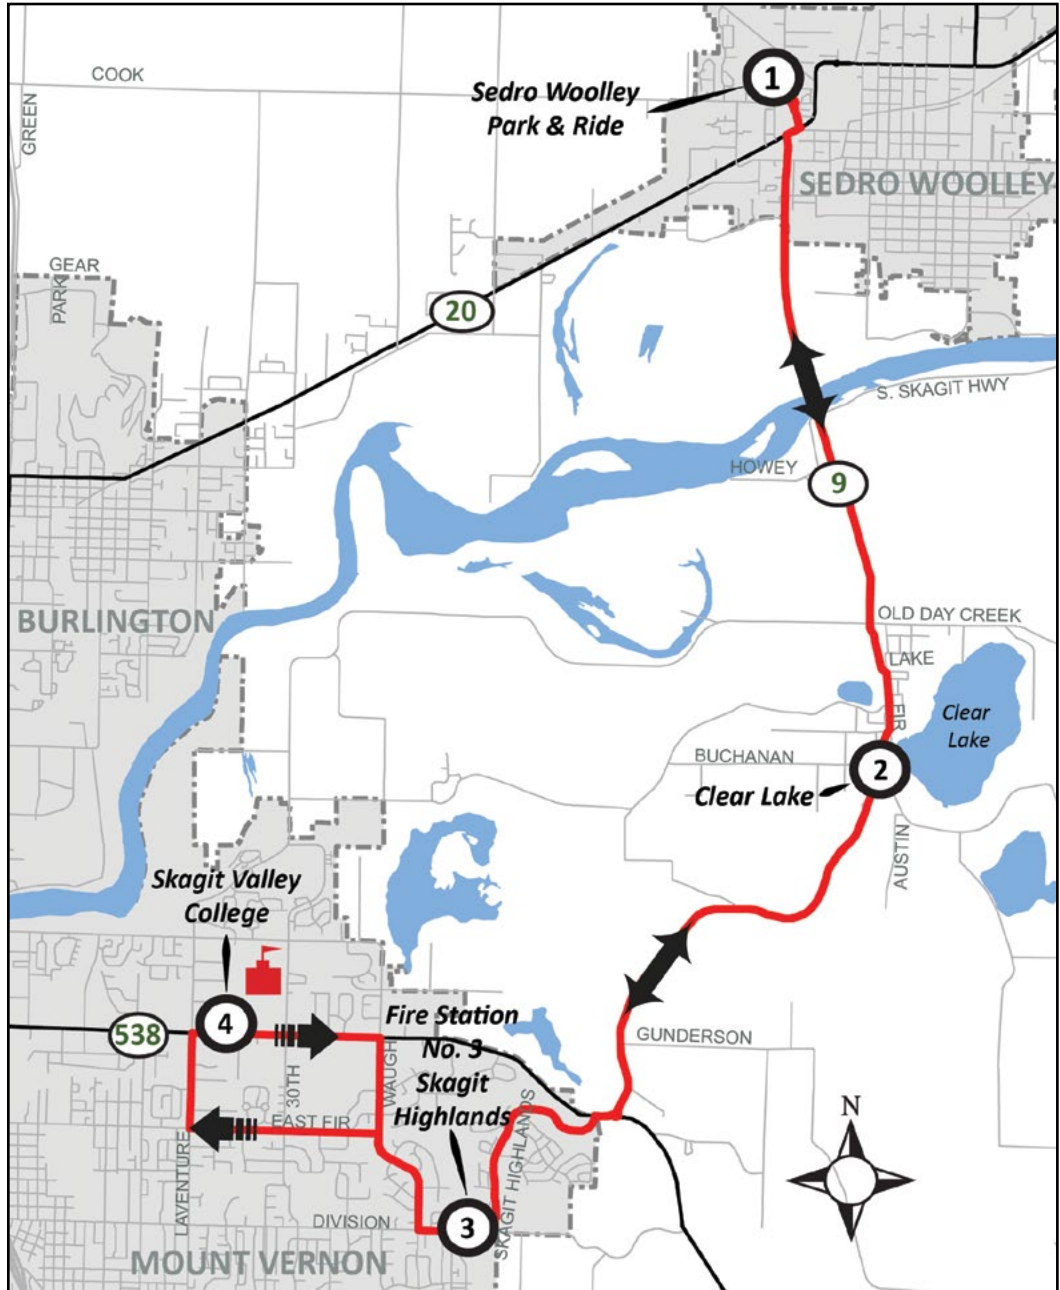 COOK
GREEN
Sedro Woolley
Park & Ride
1
SEDRO WOOLLEY
GEAR
PARK
20
S. SKAGIT HWY
HOWEY
9
BURLINGTON
OLD DAY CREEK
LAKE
FIR
Clear
Lake
BUCHANAN
2
Clear Lake
AUSTIN
Skagit Valley
College
4
538
Fire Station
No. 3
Skagit
Highlands
WAUGH
30TH
EAST FIR
GUNDERSON
SKAGIT HIGHLANDS
LAVENTURE
DIVISION
3
MOUNT VERNON
N